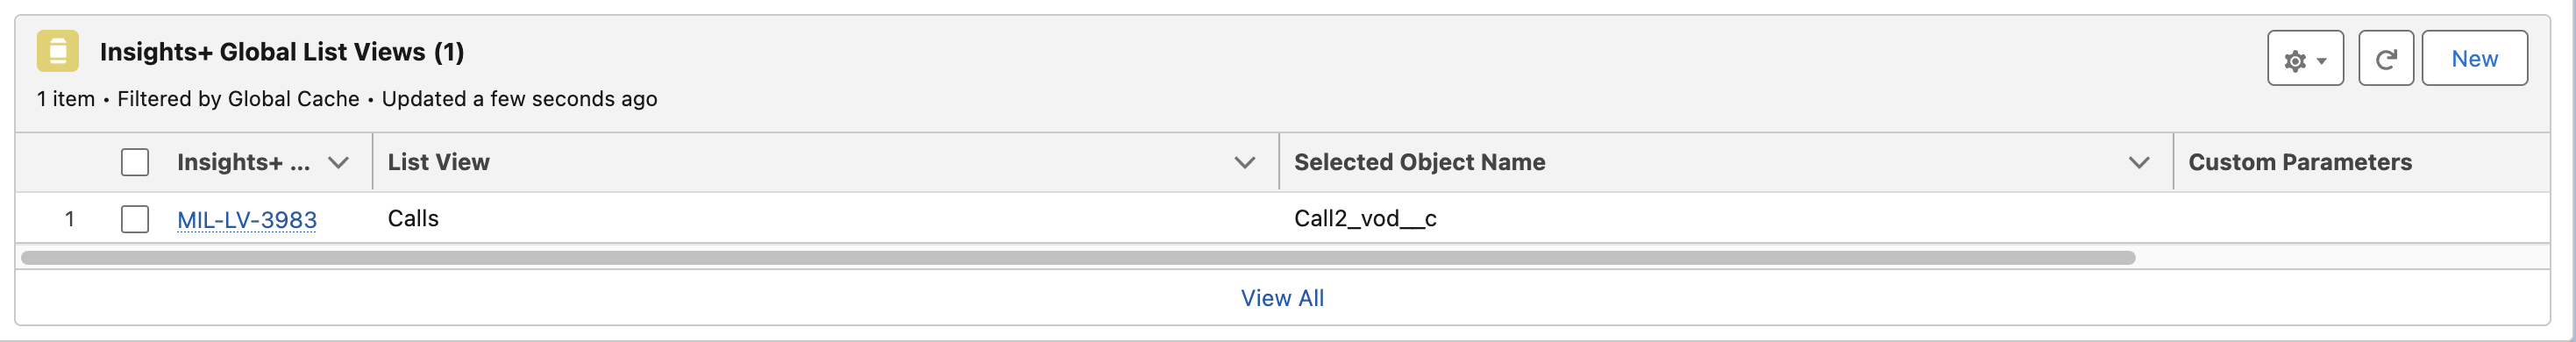 Insights+ Global List Views (1)
New
1 item • Filtered by Global Cache • Updated a few seconds ago
Insights+ ... List View Selected Object Name Custom Parameters
1 MIL-LV-3983 Calls Call2_vod__c
View All